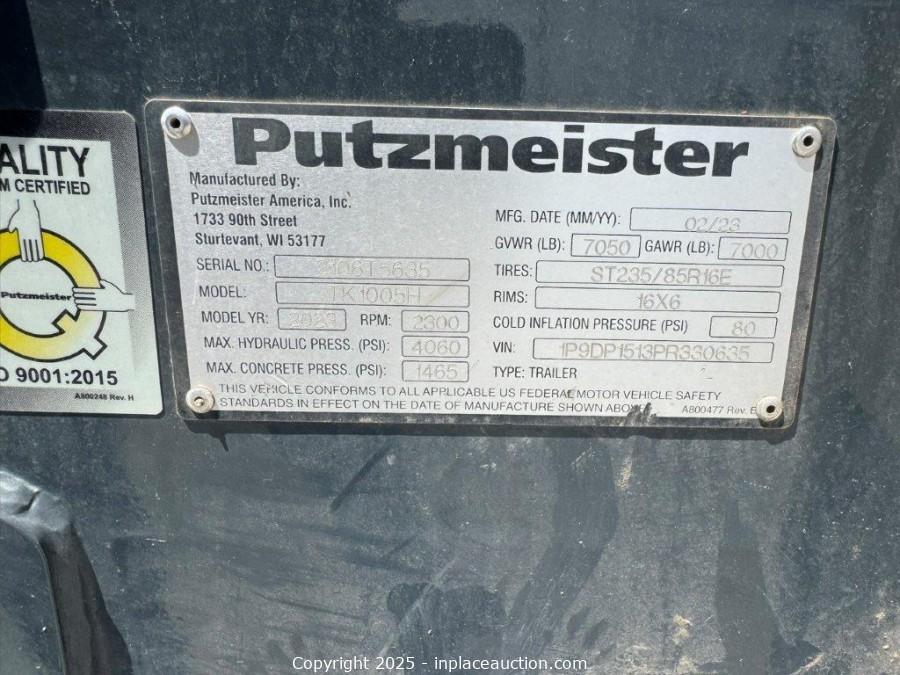 ALITY
M CERTIFIED
Putzmeister
O 9001:2015
A800248 Rev. H
Putzmeister
Manufactured By:
Putzmeister America, Inc.
1733 90th Street
Sturtevant, WI 53177
SERIAL NO.:
MODEL: TK1005H
MODEL YR: 2023 RPM: 2300
MAX. HYDRAULIC PRESS. (PSI): 4060
MAX. CONCRETE PRESS. (PSI): 1465
MFG. DATE (MM/YY): 02/23
GVWR (LB): 7050 GAWR (LB): 7000
TIRES: ST235/85R16E
RIMS: 16X6
COLD INFLATION PRESSURE (PSI) 80
VIN: 1P9DP1513PR330635
TYPE: TRAILER
THIS VEHICLE CONFORMS TO ALL APPLICABLE US FEDERAL MOTOR VEHICLE SAFETY
STANDARDS IN EFFECT ON THE DATE OF MANUFACTURE SHOWN ABOVE.
A800477 Rev.
Copyright 2025 - inplaceauction.com